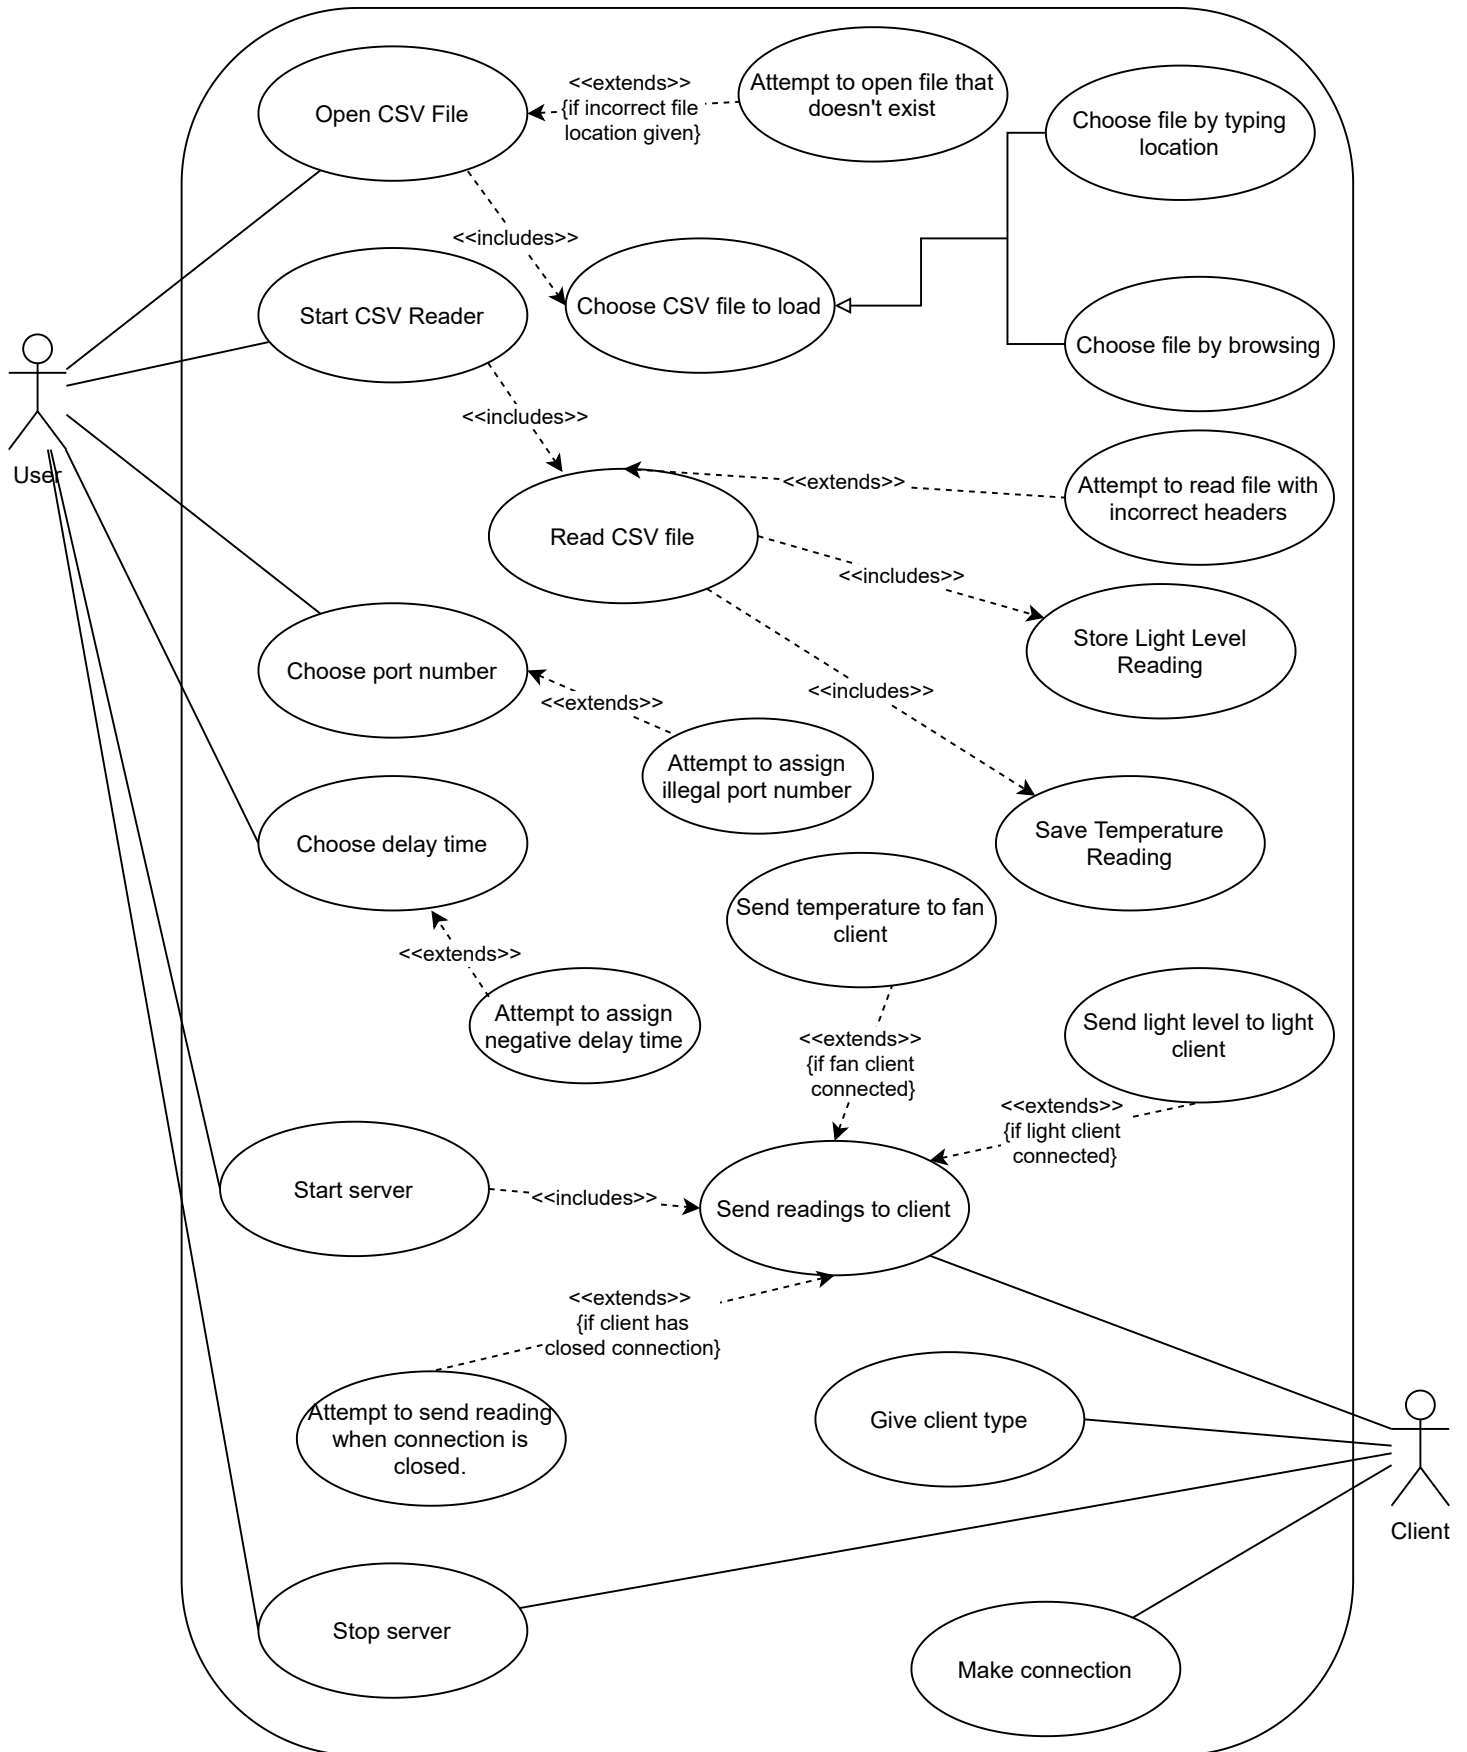 Open CSV File
<<extends>>
{if incorrect file
location given}
Attempt to open file that
doesn't exist
Choose file by typing
location
<<includes>>
Start CSV Reader
Choose CSV file to load
Choose file by browsing
User
<<includes>>
<<extends>>
Attempt to read file with
incorrect headers
Read CSV file
<<includes>>
Store Light Level
Reading
Choose port number
<<extends>>
<<includes>>
Attempt to assign
illegal port number
Choose delay time
Save Temperature
Reading
Send temperature to fan
client
<<extends>>
Attempt to assign
negative delay time
<<extends>>
{if fan client
connected}
Send light level to light
client
<<extends>>
{if light client
connected}
Start server
<<includes>>
Send readings to client
<<extends>>
{if client has
closed connection}
Attempt to send reading
when connection is
closed.
Give client type
Client
Stop server
Make connection